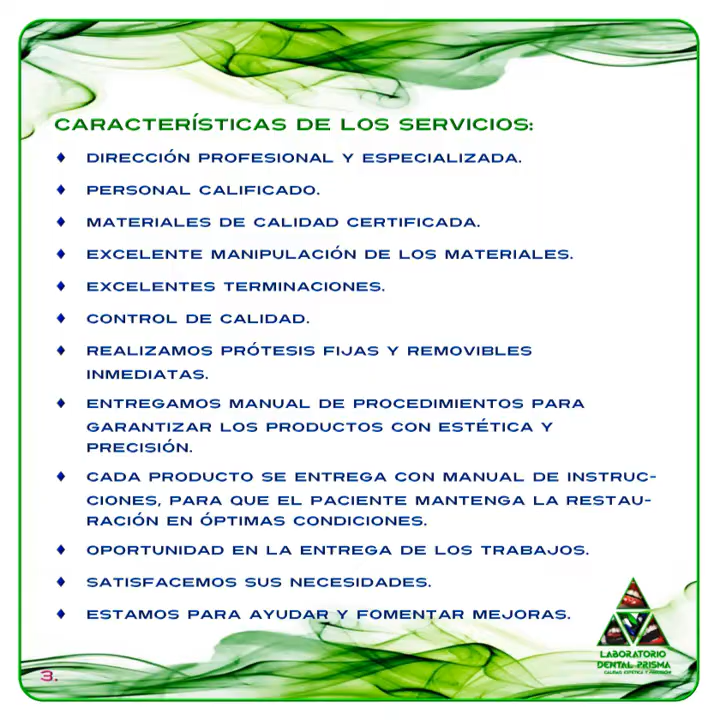 CARACTERÍSTICAS DE LOS SERVICIOS:
♦ DIRECCIÓN PROFESIONAL Y ESPECIALIZADA.
♦ PERSONAL CALIFICADO.
♦ MATERIALES DE CALIDAD CERTIFICADA.
♦ EXCELENTE MANIPULACIÓN DE LOS MATERIALES.
♦ EXCELENTES TERMINACIONES.
♦ CONTROL DE CALIDAD.
♦ REALIZAMOS PRÓTESIS FIJAS Y REMOVIBLES
INMEDIATAS.
♦ ENTREGAMOS MANUAL DE PROCEDIMIENTOS PARA
GARANTIZAR LOS PRODUCTOS CON ESTÉTICA Y
PRECISIÓN.
♦ CADA PRODUCTO SE ENTREGA CON MANUAL DE INSTRUC-
CIONES, PARA QUE EL PACIENTE MANTENGA LA RESTAU-
RACIÓN EN ÓPTIMAS CONDICIONES.
♦ OPORTUNIDAD EN LA ENTREGA DE LOS TRABAJOS.
♦ SATISFACEMOS SUS NECESIDADES.
♦ ESTAMOS PARA AYUDAR Y FOMENTAR MEJORAS.
LABORATORIO
DENTAL PRISMA
CALIDAD ESTÉTICA Y PRECISIÓN
3.